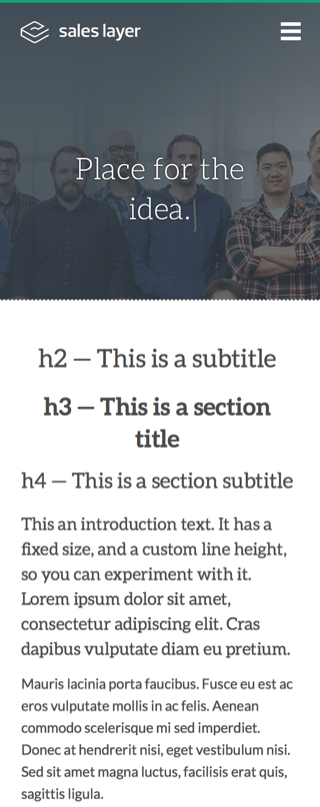 sales layer
Place for the
idea.
h2 — This is a subtitle
h3 — This is a section
title
h4 — This is a section subtitle
This an introduction text. It has a
fixed size, and a custom line height,
so you can experiment with it.
Lorem ipsum dolor sit amet,
consectetur adipiscing elit. Cras
dapibus vulputate diam eu pretium.
Mauris lacinia porta faucibus. Fusce eu est ac
eros vulputate mollis in ac felis. Aenean
commodo scelerisque mi sed imperdiet.
Donec at hendrerit nisi, eget vestibulum nisi.
Sed sit amet magna luctus, facilisis erat quis,
sagittis ligula.